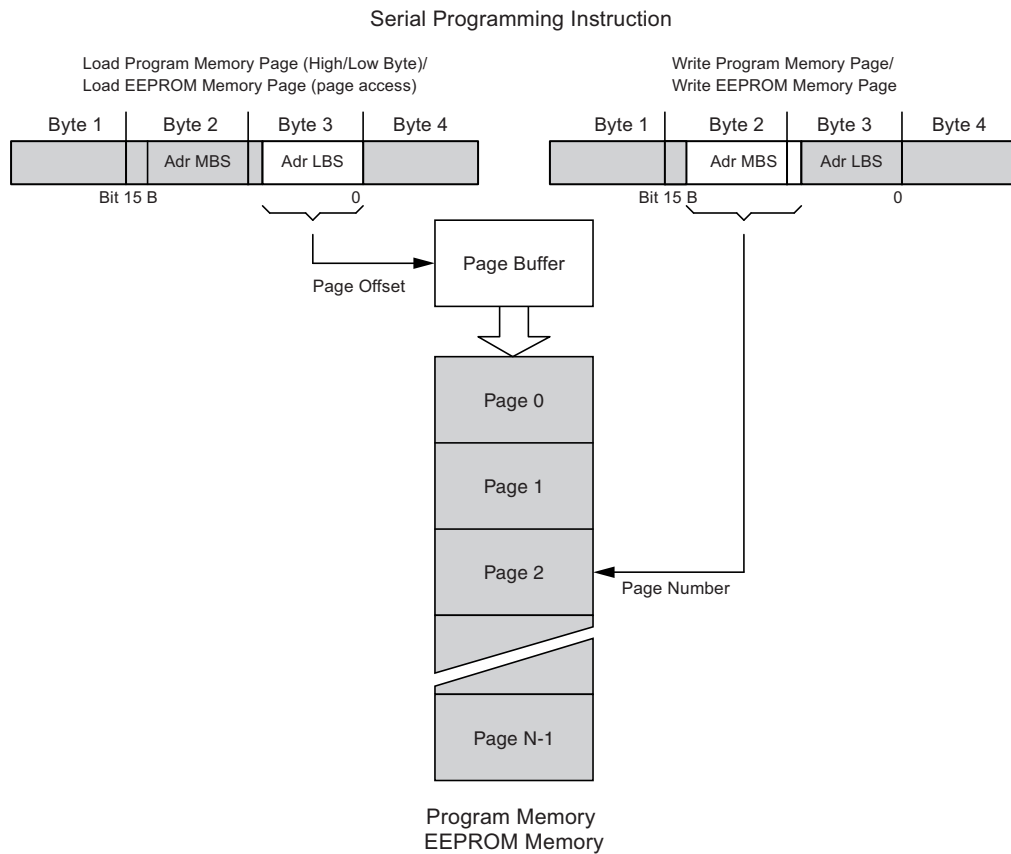 Serial Programming Instruction
Load Program Memory Page (High/Low Byte)/
Load EEPROM Memory Page (page access)
Byte 1 Byte 2 Byte 3 Byte 4
Adr MBS Adr LBS
Bit 15 B 0
Write Program Memory Page/
Write EEPROM Memory Page
Byte 1 Byte 2 Byte 3 Byte 4
Adr MBS Adr LBS
Bit 15 B 0
Page Offset
Page Buffer
Page 0
Page 1
Page 2
Page Number
Page N-1
Program Memory
EEPROM Memory